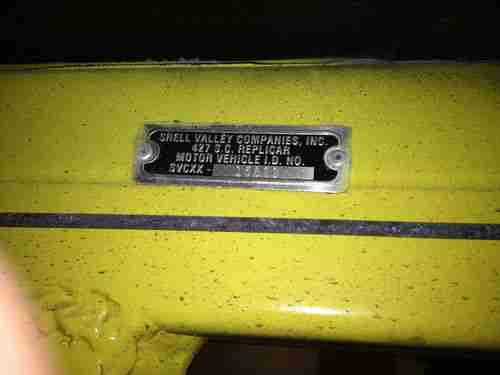 SHELL VALLEY COMPANIES, INC.
427 S.C. REPLICAR
MOTOR VEHICLE I.D. NO.
SVCXX -